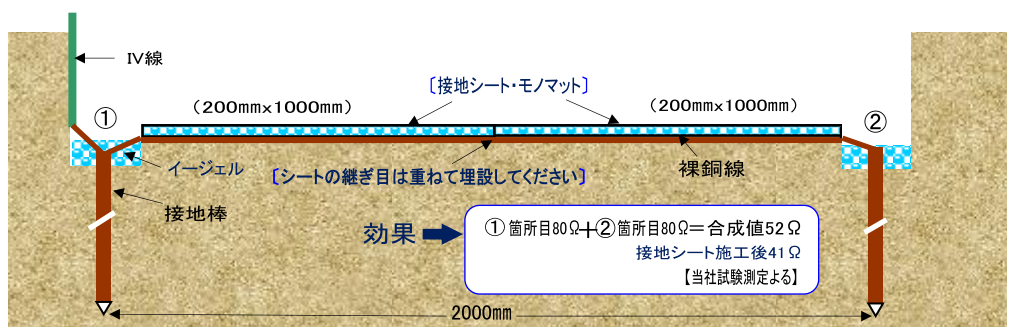 IV線
〔接地シート・モノマット〕
①
(200mm×1000mm)
(200mm×1000mm)
②
イージェル
〔シートの継ぎ目は重ねて埋設してください〕
裸銅線
接地棒
効果
①箇所目80Ω+②箇所目80Ω=合成値52Ω
接地シート施工後41Ω
【当社試験測定よる】
2000mm